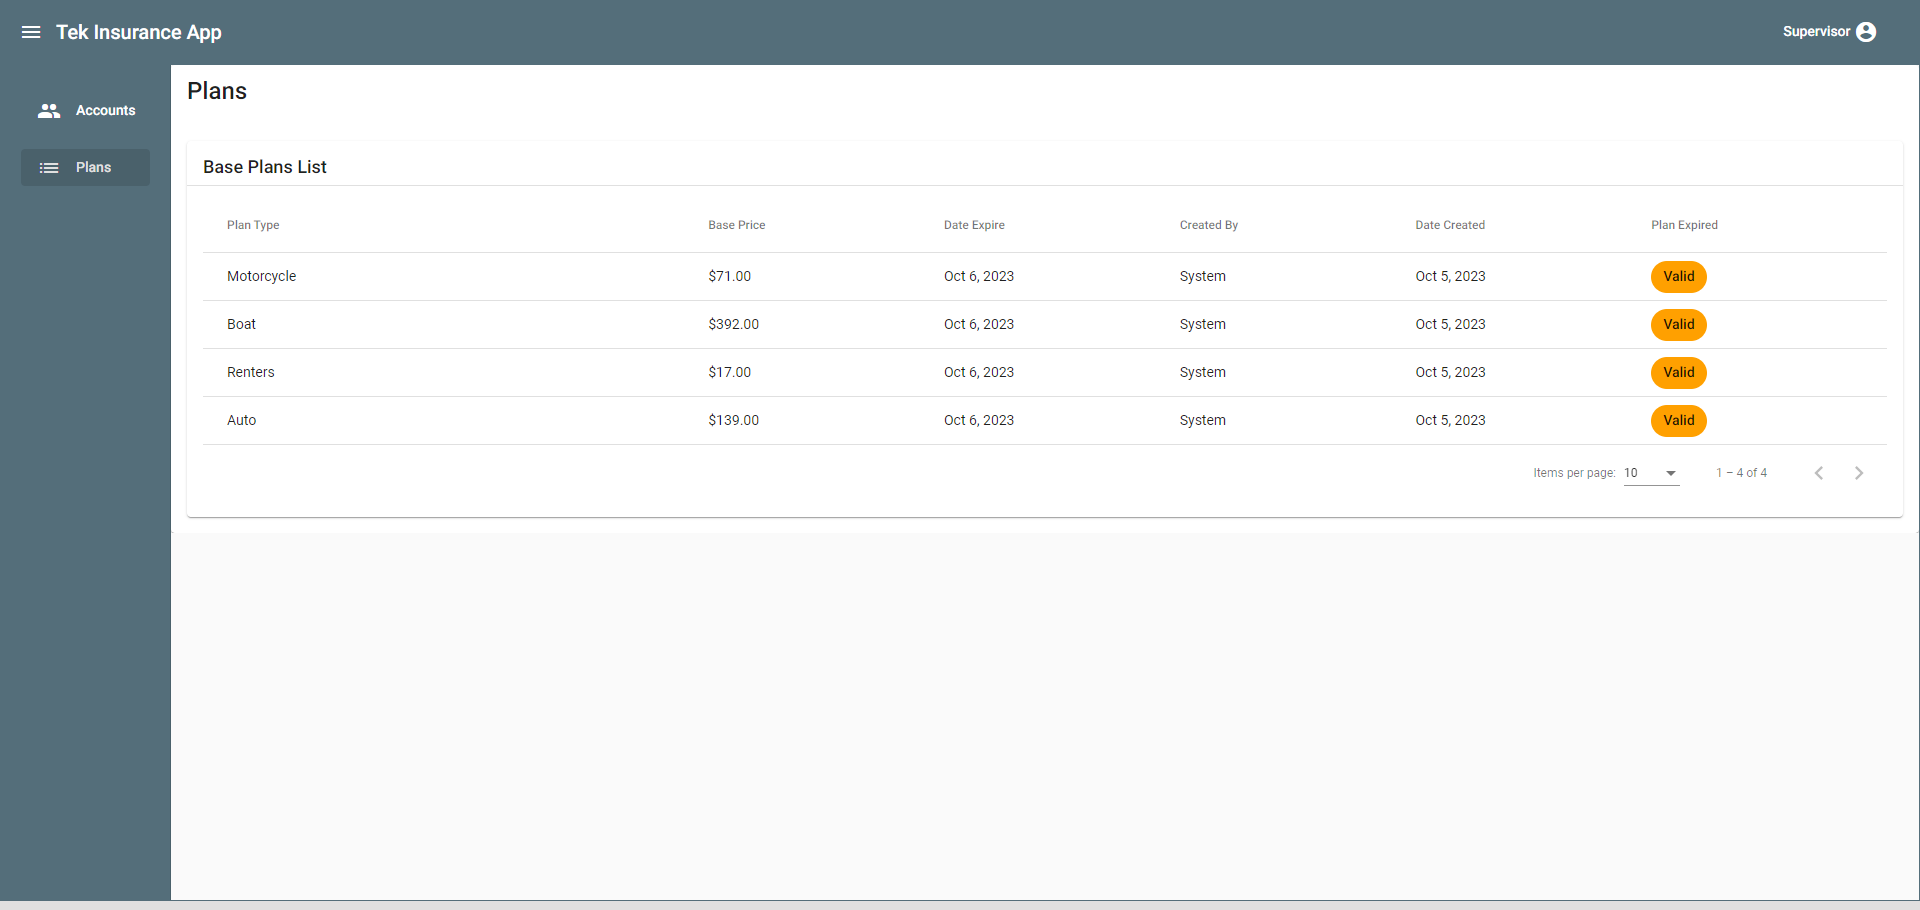 Tek Insurance App
Supervisor
Accounts
Plans
Plans
Base Plans List
Plan Type Base Price Date Expire Created By Date Created Plan Expired
Motorcycle $71.00 Oct 6, 2023 System Oct 5, 2023 Valid
Boat $392.00 Oct 6, 2023 System Oct 5, 2023 Valid
Renters $17.00 Oct 6, 2023 System Oct 5, 2023 Valid
Auto $139.00 Oct 6, 2023 System Oct 5, 2023 Valid
Items per page: 10 1 – 4 of 4